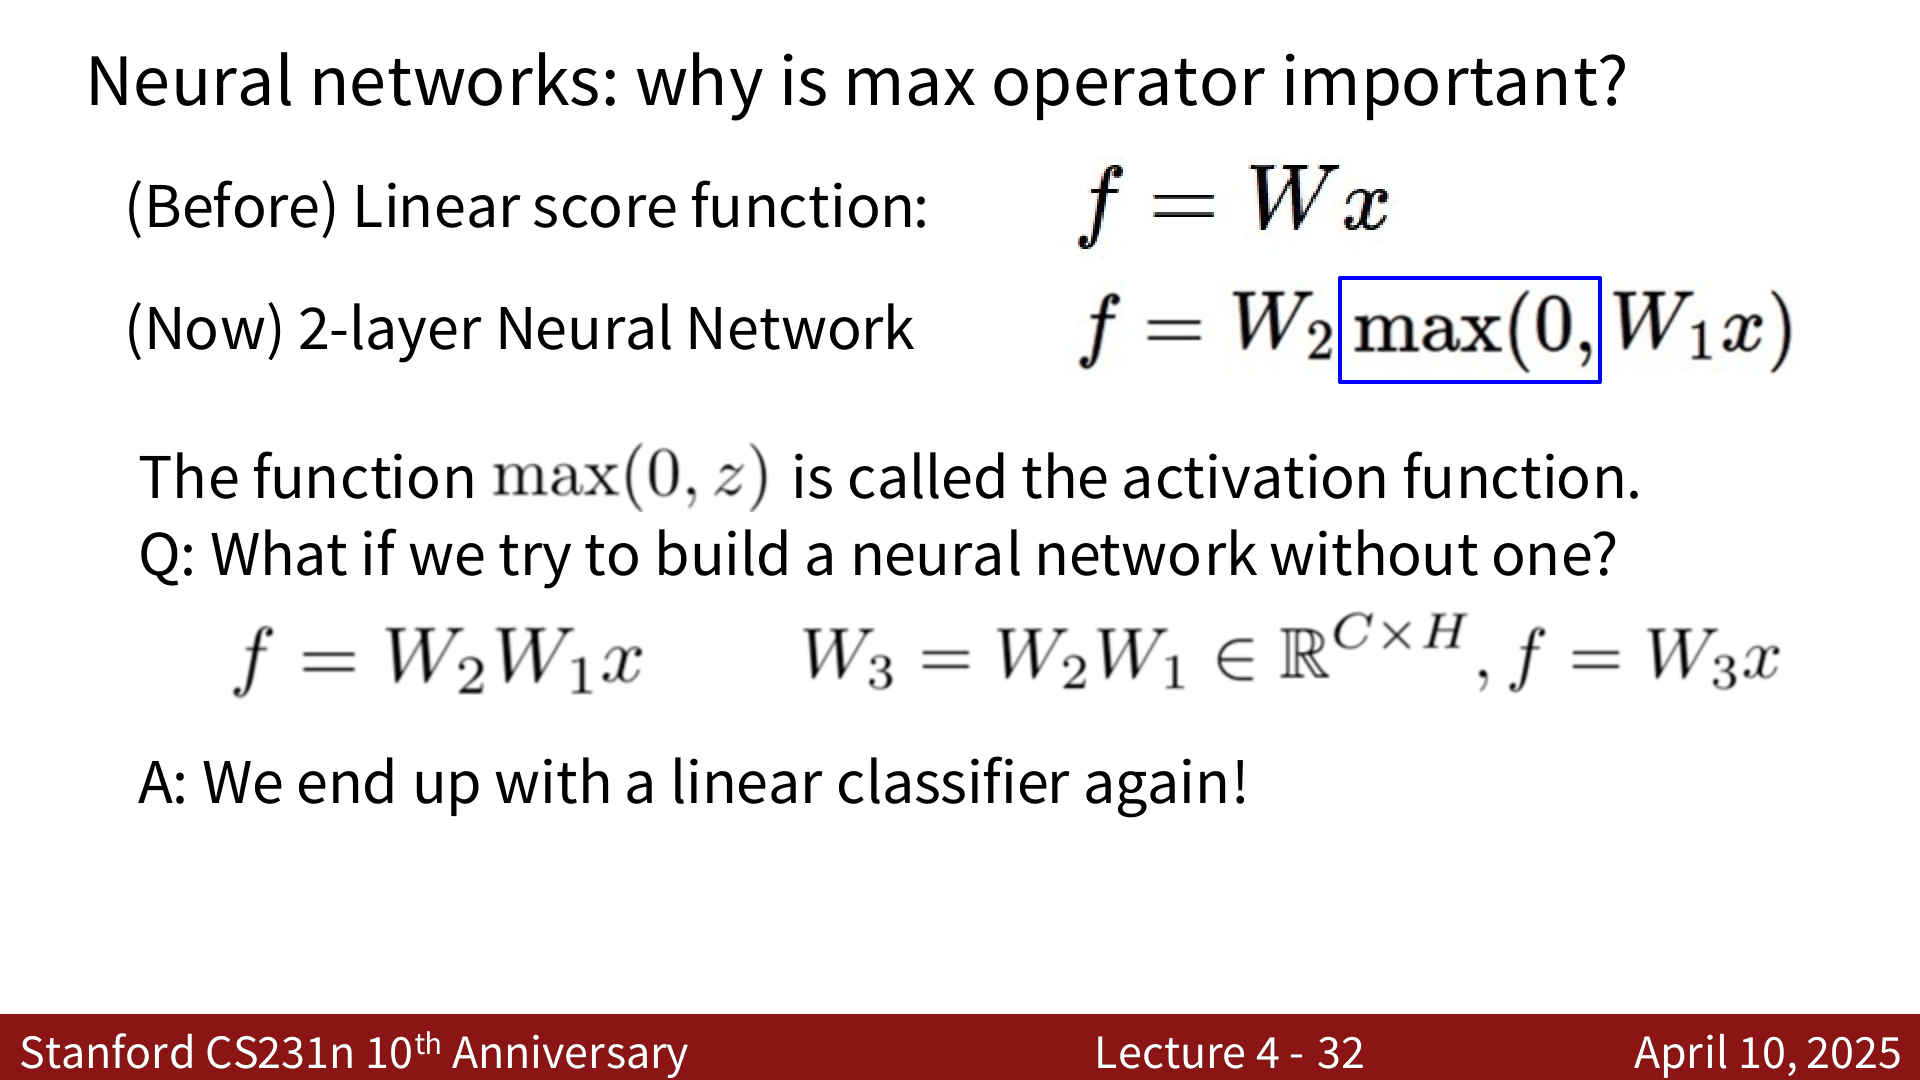 Neural networks: why is max operator important?
(Before) Linear score function: f = Wx
(Now) 2-layer Neural Network f = W₂ max(0, W₁x)
The function max(0, z) is called the activation function.
Q: What if we try to build a neural network without one?
f = W₂W₁x W₃ = W₂W₁ ∈ ℝ^{C×H}, f = W₃x
A: We end up with a linear classifier again!
Stanford CS231n 10th Anniversary Lecture 4 - 32 April 10, 2025